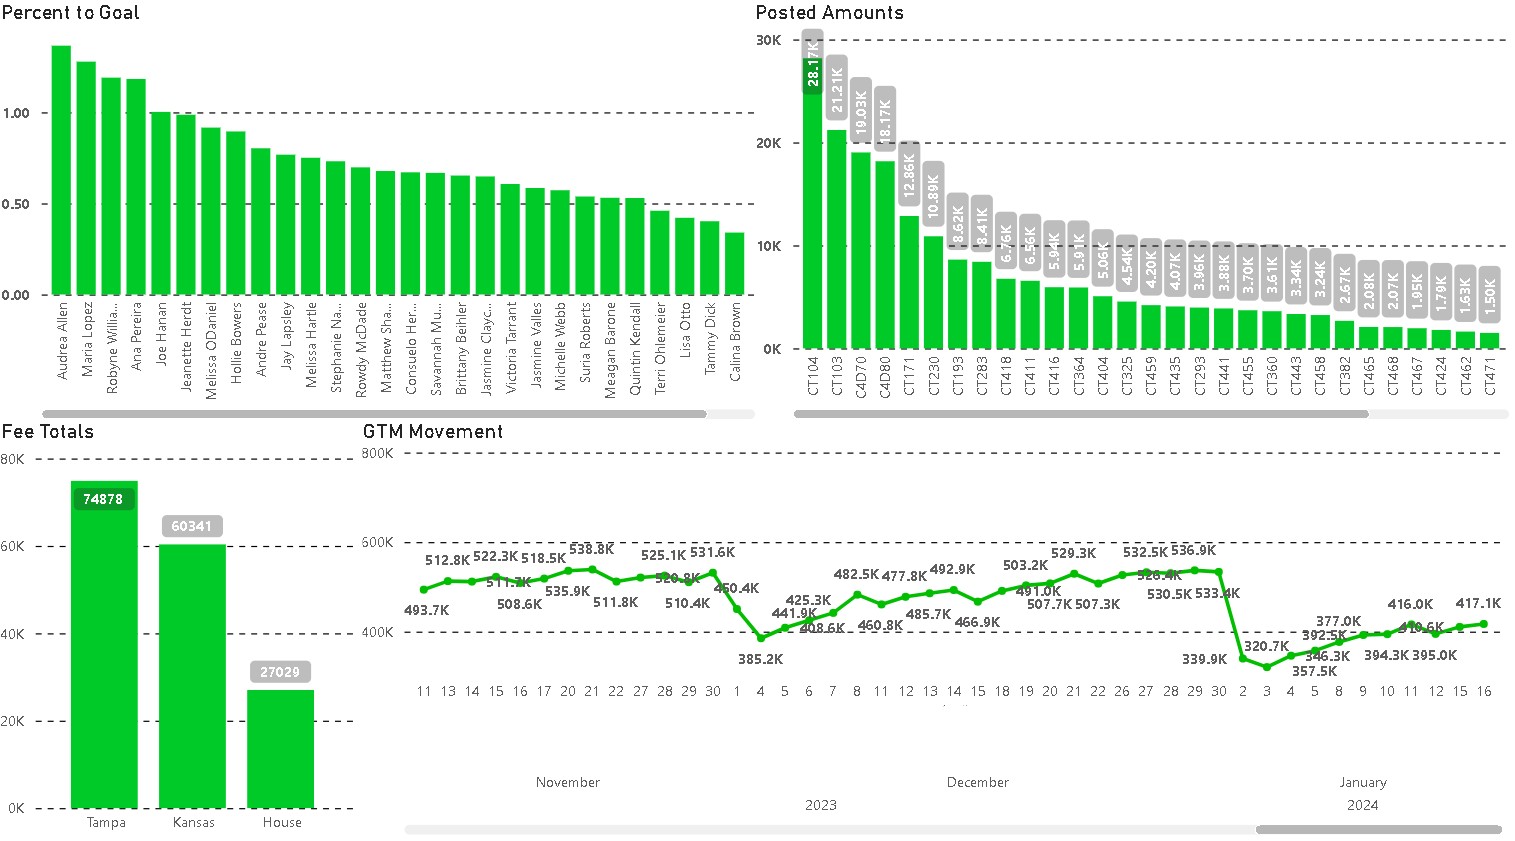 Percent to Goal
1.00
0.50
0.00
Audrea Allen
Maria Lopez
Robyne Willia...
Ana Pereira
Joe Hanan
Jeanette Herdt
Melissa ODaniel
Hollie Bowers
Andre Pease
Jay Lapsley
Melissa Hartle
Stephanie Na...
Rowdy McDade
Matthew Sha...
Consuelo Her...
Savannah Mu...
Brittany Beihler
Jasmine Clayc...
Victoria Tarrant
Jasmine Valles
Michelle Webb
Suria Roberts
Meagan Barone
Quintin Kendall
Terri Ohlemeier
Lisa Otto
Tammy Dick
Calina Brown
Posted Amounts
30K
20K
10K
0K
28.17K
21.21K
19.03K
18.17K
12.86K
10.89K
8.62K
8.41K
6.76K
6.56K
5.94K
5.91K
5.06K
4.54K
4.20K
4.07K
3.96K
3.88K
3.70K
3.61K
3.34K
3.24K
2.67K
2.08K
2.07K
1.95K
1.79K
1.63K
1.50K
CT104
CT103
C4D70
C4D80
CT171
CT230
CT193
CT283
CT418
CT411
CT416
CT364
CT404
CT325
CT459
CT435
CT293
CT441
CT455
CT360
CT443
CT458
CT382
CT465
CT468
CT467
CT424
CT462
CT471
Fee Totals
80K
60K
40K
20K
0K
74878
60341
27029
Tampa
Kansas
House
GTM Movement
800K
600K
400K
493.7K
512.8K
511.7K
522.3K
508.6K
518.5K
535.9K
538.8K
511.8K
525.1K
520.8K
510.4K
531.6K
450.4K
385.2K
408.6K
425.3K
441.9K
482.5K
460.8K
477.8K
485.7K
492.9K
466.9K
491.0K
503.2K
507.7K
529.3K
507.3K
526.4K
532.5K
530.5K
536.9K
533.4K
339.9K
320.7K
346.3K
357.5K
377.0K
392.5K
394.3K
416.0K
395.0K
410.6K
417.1K
11 13 14 15 16 17 20 21 22 27 28 29 30 1 4 5 6 7 8 11 12 13 14 15 18 19 20 21 22 26 27 28 29 30 2 3 4 5 8 9 10 11 12 15 16
November December January
2023 2024